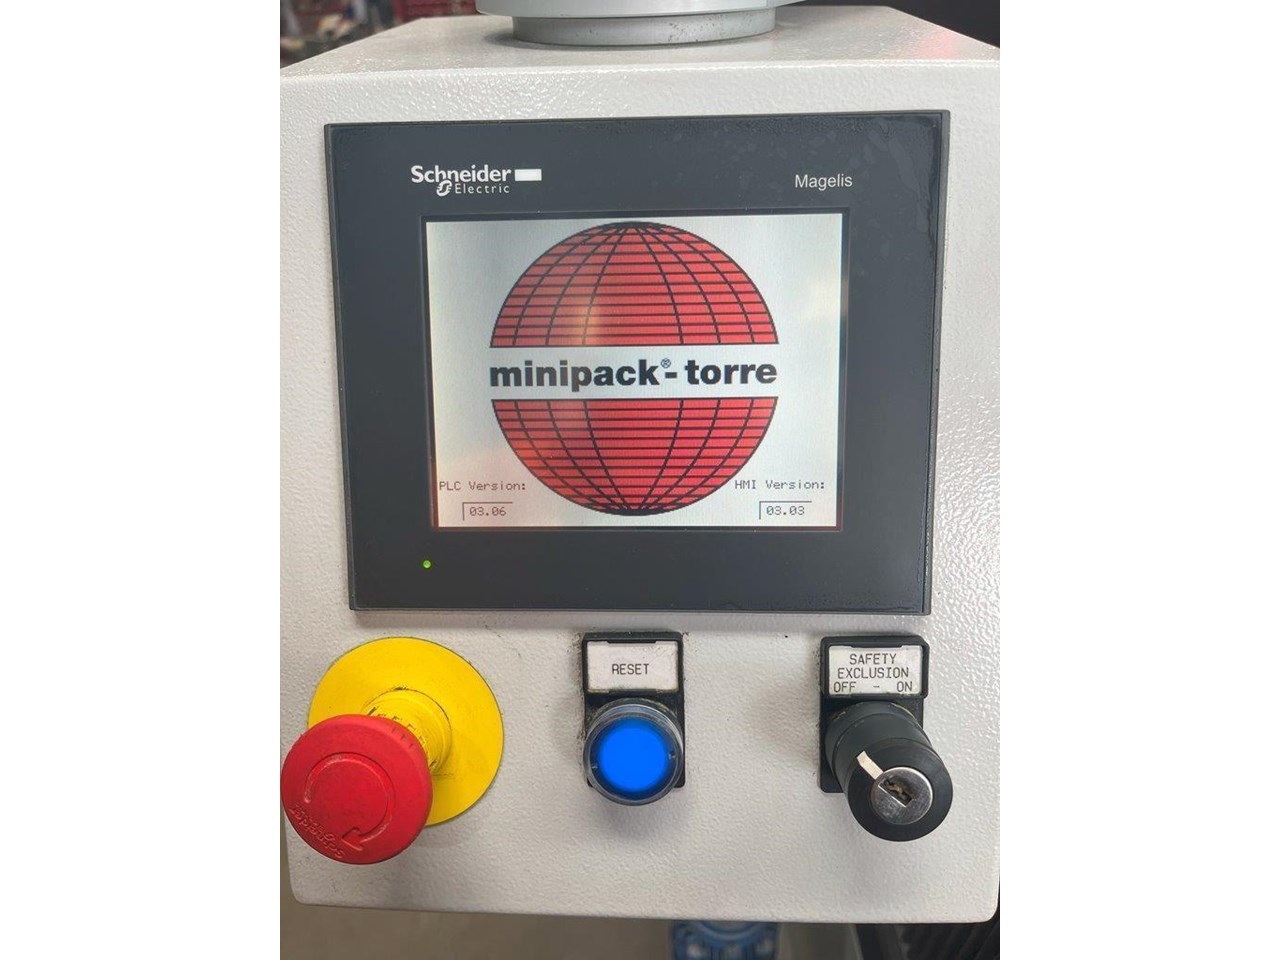 Schneider
Electric
Magelis
minipack®-torre
PLC Version:
03.06
HMI Version:
03.03
RESET
SAFETY
EXCLUSION
OFF - ON